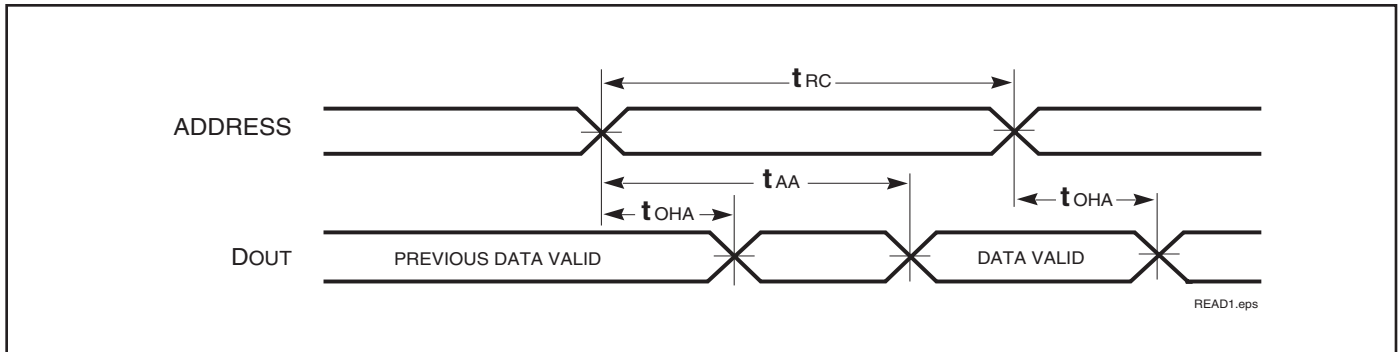 tRC
ADDRESS
tAA
tOHA
tOHA
DOUT
PREVIOUS DATA VALID
DATA VALID
READ1.eps